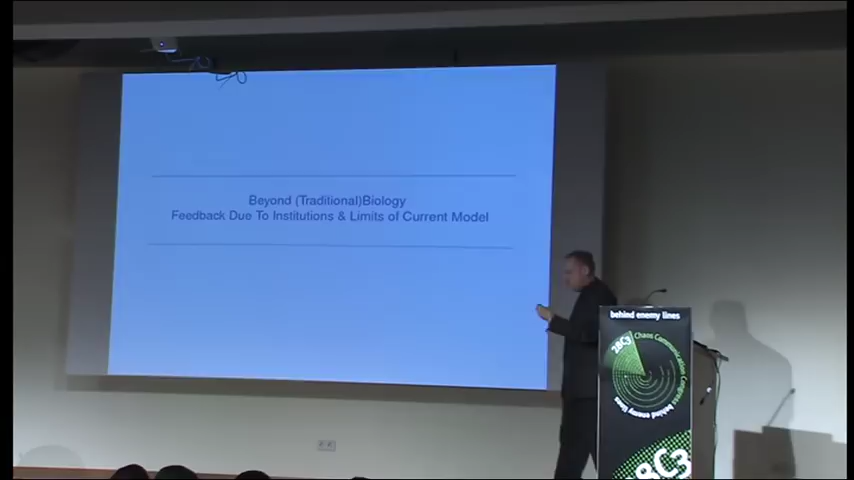 Beyond (Traditional)Biology
Feedback Due To Institutions & Limits of Current Model
behind enemy lines
28C3
Chaos Communication Congress
behind enemy lines
8C3